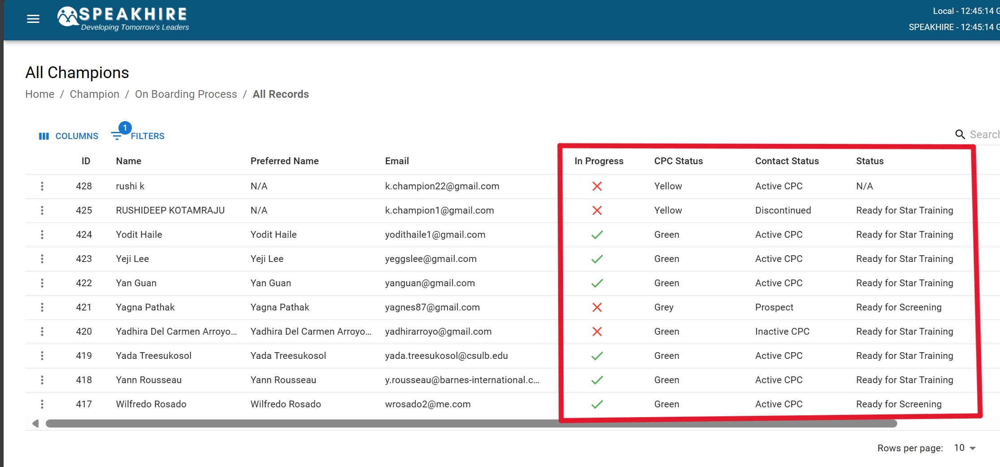 SPEAKHIRE
Developing Tomorrow's Leaders
Local - 12:45:14 G
SPEAKHIRE - 12:45:14 G
All Champions
Home / Champion / On Boarding Process / All Records
COLUMNS 1 FILTERS Search
ID Name Preferred Name Email In Progress CPC Status Contact Status Status
428 rushi k N/A k.champion22@gmail.com Yellow Active CPC N/A
425 RUSHIDEEP KOTAMRAJU N/A k.champion1@gmail.com Yellow Discontinued Ready for Star Training
424 Yodit Haile Yodit Haile yodithaile1@gmail.com Green Active CPC Ready for Star Training
423 Yeji Lee Yeji Lee yeggslee@gmail.com Green Active CPC Ready for Star Training
422 Yan Guan Yan Guan yanguan@gmail.com Green Active CPC Ready for Star Training
421 Yagna Pathak Yagna Pathak yagnes87@gmail.com Grey Prospect Ready for Screening
420 Yadhira Del Carmen Arroyo... Yadhira Del Carmen Arroyo... yadhirarroyo@gmail.com Green Inactive CPC Ready for Star Training
419 Yada Treesukosol Yada Treesukosol yada.treesukosol@csulb.edu Green Active CPC Ready for Star Training
418 Yann Rousseau Yann Rousseau y.rousseau@barnes-international.c... Green Active CPC Ready for Star Training
417 Wilfredo Rosado Wilfredo Rosado wrosado2@me.com Green Active CPC Ready for Screening
Rows per page: 10